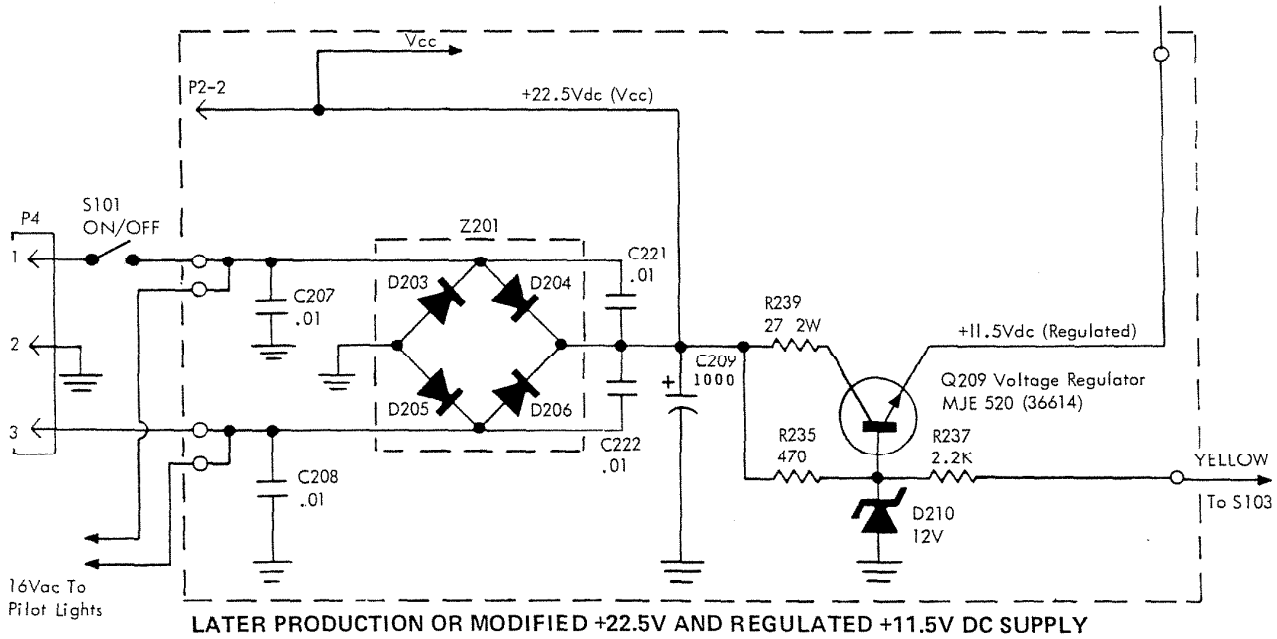 Vcc
P2-2
+22.5Vdc (Vcc)
P4
S101
ON/OFF
Z201
1
D203
D204
C221
.01
C207
.01
2
R239
27 2W
+11.5Vdc (Regulated)
C209
1000
+
Q209 Voltage Regulator
MJE 520 (36614)
D205
D206
3
C222
.01
R235
470
R237
2.2K
YELLOW
To S103
C208
.01
D210
12V
16Vac To
Pilot Lights
LATER PRODUCTION OR MODIFIED +22.5V AND REGULATED +11.5V DC SUPPLY